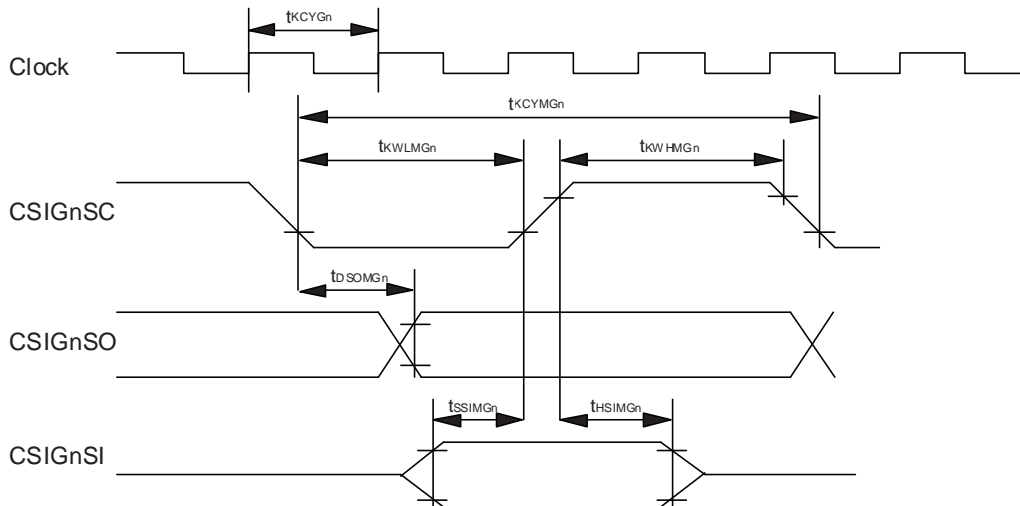 tKCYGn
Clock
tKCYMGn
tKWLMGn
tKWHMGn
CSIGnSC
tDSOMGn
CSIGnSO
tSSIMGn
tHSIMGn
CSIGnSI